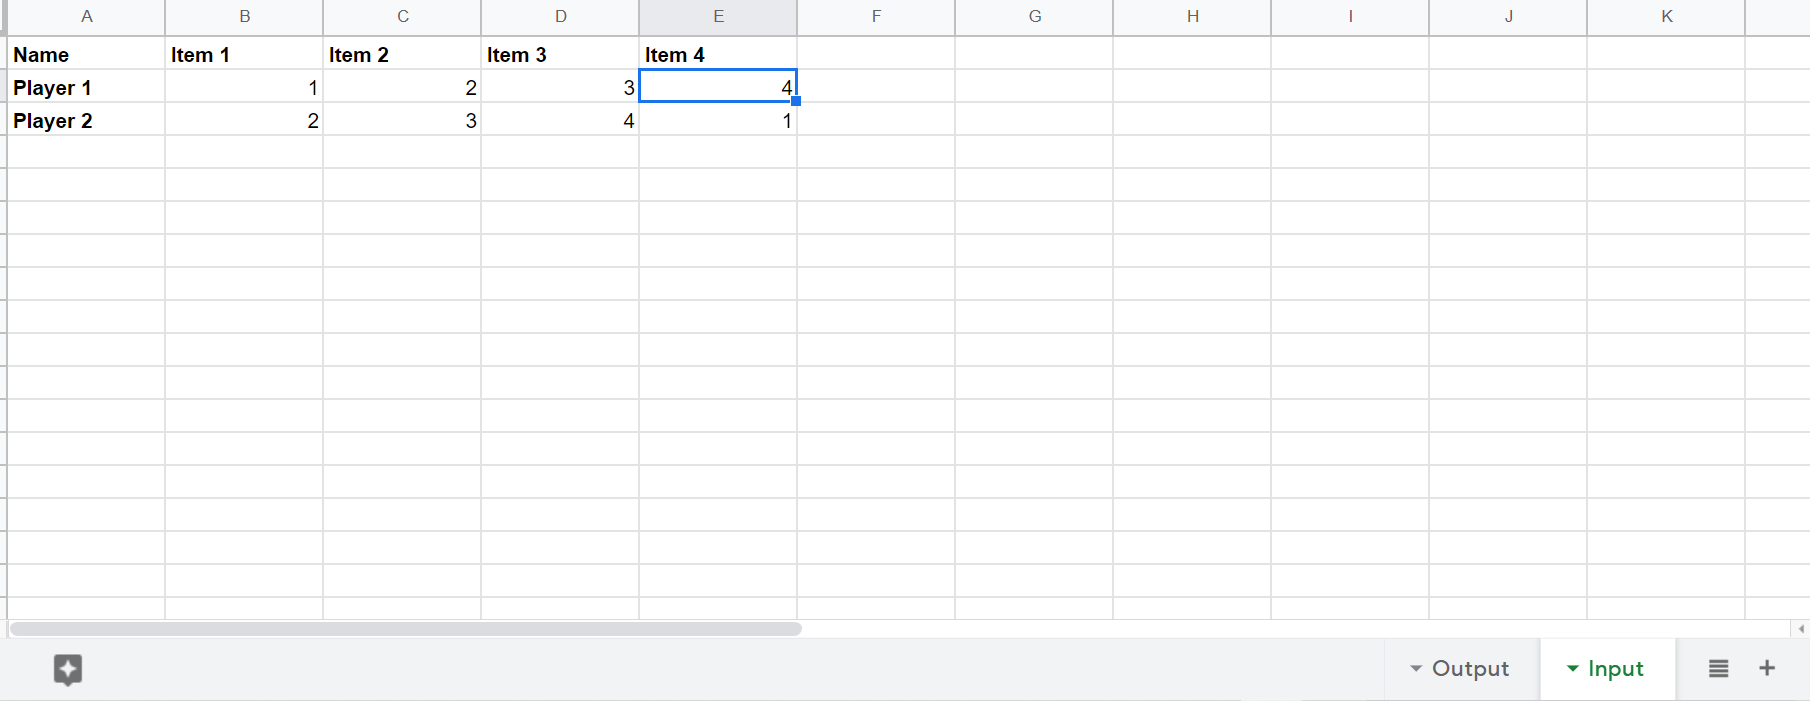 A B C D E F G H I J K
Name Item 1 Item 2 Item 3 Item 4
Player 1 1 2 3 4
Player 2 2 3 4 1
Output Input